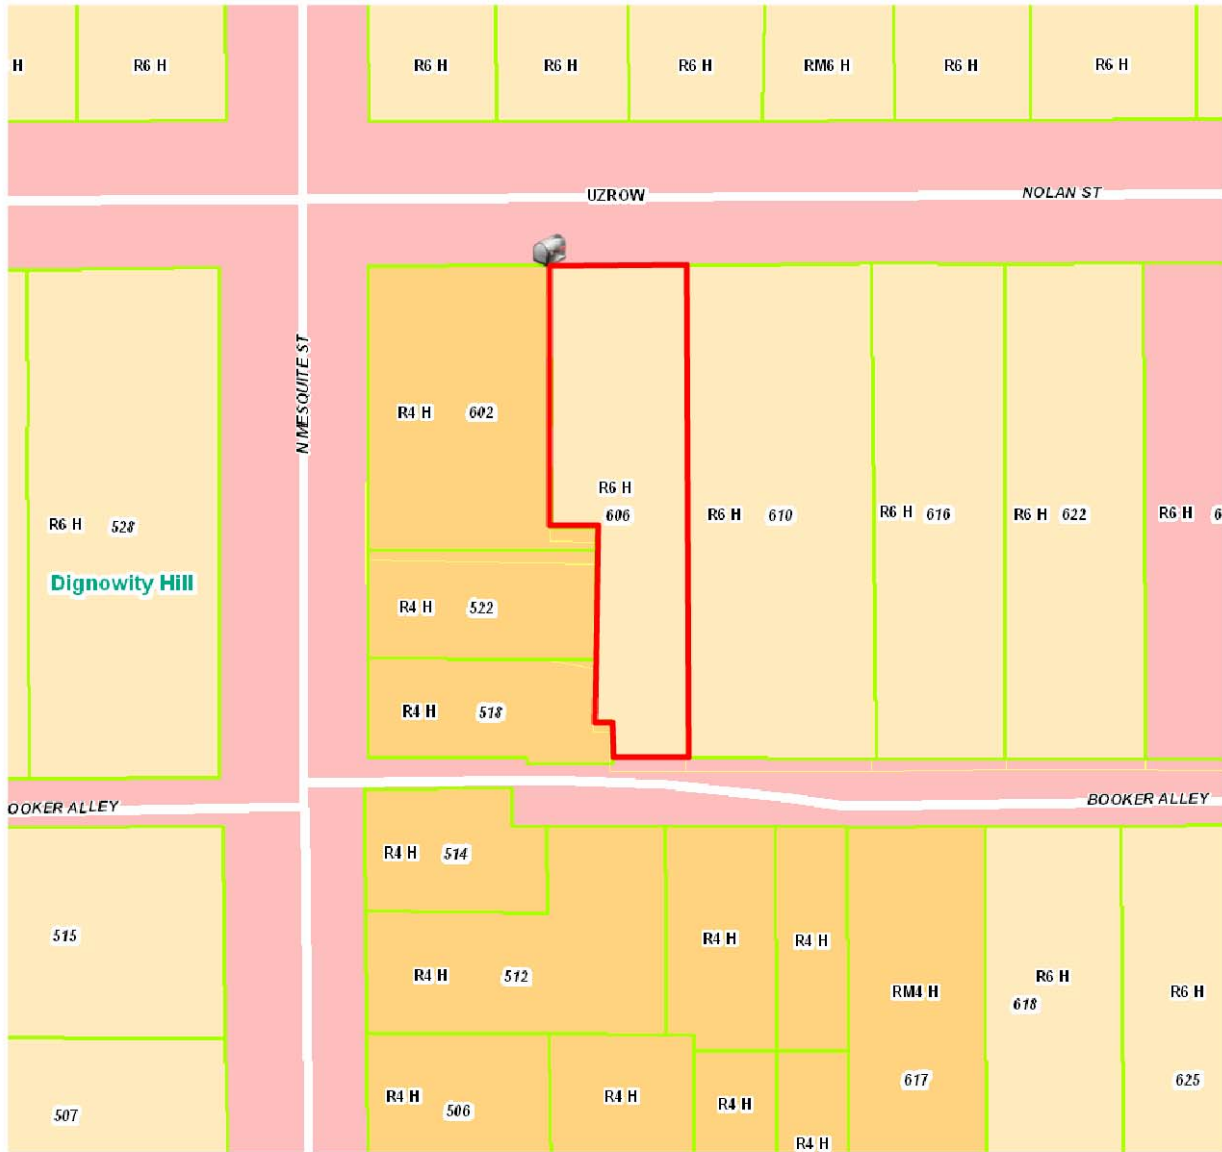 H
R6 H
R6 H
R6 H
R6 H
RM6 H
R6 H
R6 H
UZROW
NOLAN ST
N MESQUITE ST
R4 H 602
R6 H
606
R6 H 610
R6 H 616
R6 H 622
R6 H 6
R6 H 528
Dignowity Hill
R4 H 522
R4 H 518
OOKER ALLEY
BOOKER ALLEY
R4 H 514
515
R4 H
R4 H
R4 H 512
RM4 H
R6 H
618
R6 H
617
625
R4 H 506
R4 H
R4 H
R4 H
507